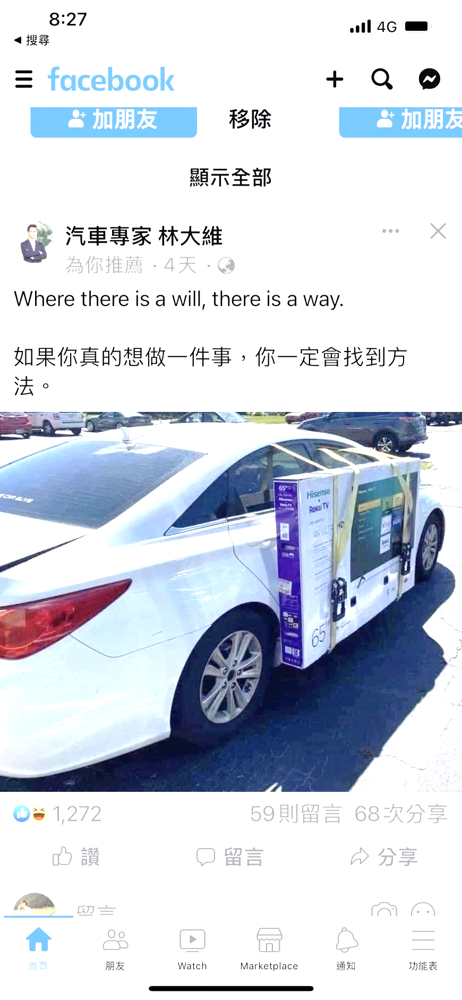 8:27
4G
搜尋
facebook
加朋友
移除
加朋友
顯示全部
汽車專家 林大維
為你推薦 · 4天 ·
Where there is a will, there is a way.
如果你真的想做一件事，你一定會找到方
法。
65"
Hisense
Roku TV
Hisense
Roku TV
4K ULTRA HD
Roku
65"
1,272
59則留言 68次分享
讚
留言
分享
留言
首頁
朋友
Watch
Marketplace
通知
功能表